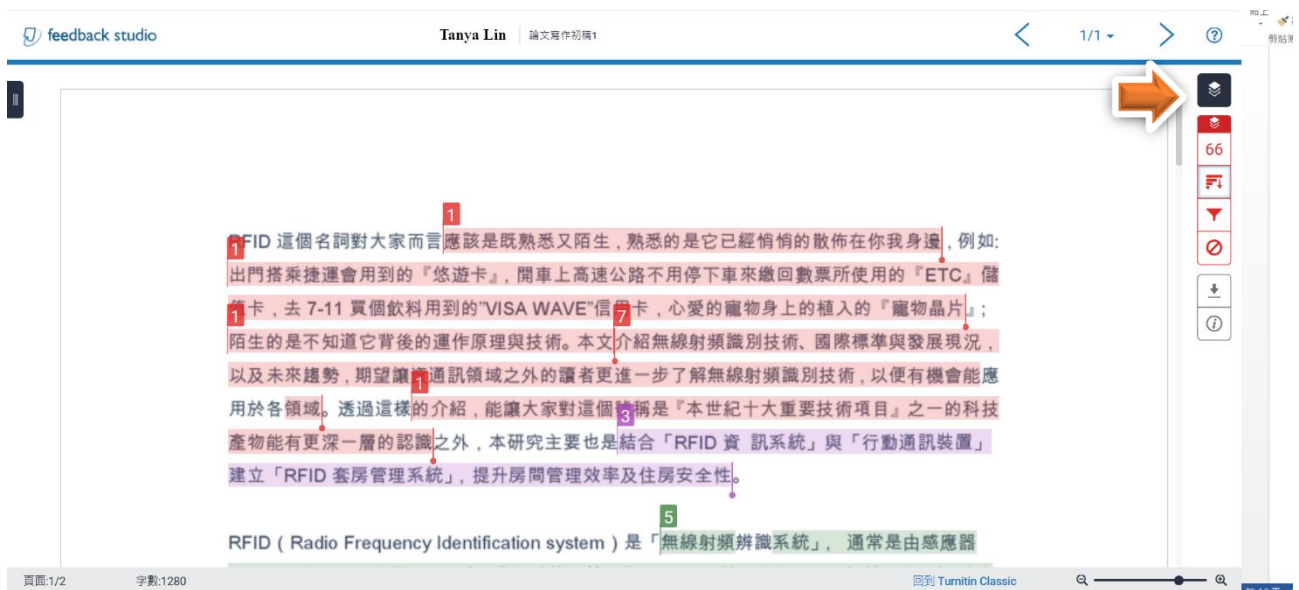 feedback studio
Tanya Lin
論文寫作初稿1
1/1
66
1
RFID 這個名詞對大家而言應該是既熟悉又陌生,熟悉的是它已經悄悄的散佈在你我身邊,例如:
1
出門搭乘捷運會用到的『悠遊卡』,開車上高速公路不用停下車來繳回數票所使用的『ETC』儲
值卡,去 7-11 買個飲料用到的"VISA WAVE"信用卡,心愛的寵物身上的植入的『寵物晶片』;
1
7
陌生的是不知道它背後的運作原理與技術。本文介紹無線射頻識別技術、國際標準與發展現況,
以及未來趨勢,期望讓資通訊領域之外的讀者更進一步了解無線射頻識別技術,以便有機會能應
1
用於各領域。透過這樣的介紹,能讓大家對這個號稱是『本世紀十大重要技術項目』之一的科技
3
產物能有更深一層的認識之外,本研究主要也是結合「RFID 資 訊系統」與「行動通訊裝置」
建立「RFID 套房管理系統」,提升房間管理效率及住房安全性。
5
RFID ( Radio Frequency Identification system ) 是「無線射頻辨識系統」, 通常是由感應器
頁面:1/2
字數:1280
回到 Turnitin Classic